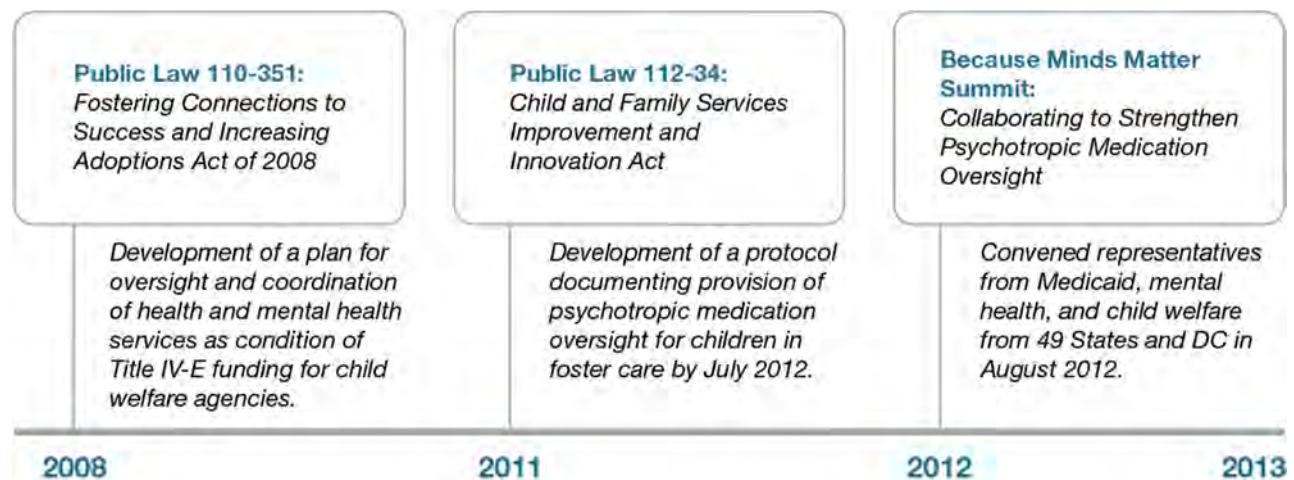 Public Law 110-351:
Fostering Connections to
Success and Increasing
Adoptions Act of 2008
Development of a plan for
oversight and coordination
of health and mental health
services as condition of
Title IV-E funding for child
welfare agencies.
Public Law 112-34:
Child and Family Services
Improvement and
Innovation Act
Development of a protocol
documenting provision of
psychotropic medication
oversight for children in
foster care by July 2012.
Because Minds Matter
Summit:
Collaborating to Strengthen
Psychotropic Medication
Oversight
Convened representatives
from Medicaid, mental
health, and child welfare
from 49 States and DC in
August 2012.
2008
2011
2012
2013